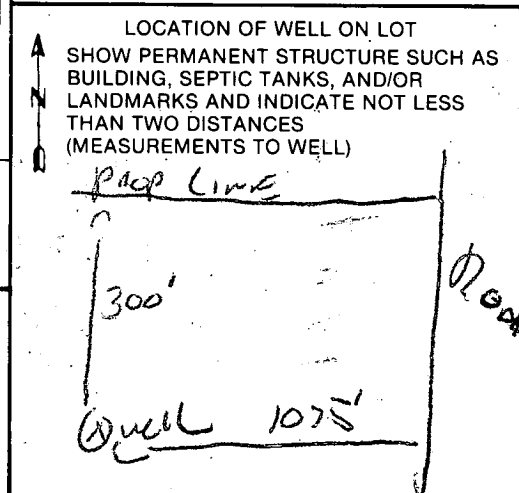 LOCATION OF WELL ON LOT
SHOW PERMANENT STRUCTURE SUCH AS
BUILDING, SEPTIC TANKS, AND/OR
N LANDMARKS AND INDICATE NOT LESS
THAN TWO DISTANCES
(MEASUREMENTS TO WELL)
PROP LINE
300'
Road
Well 1075'